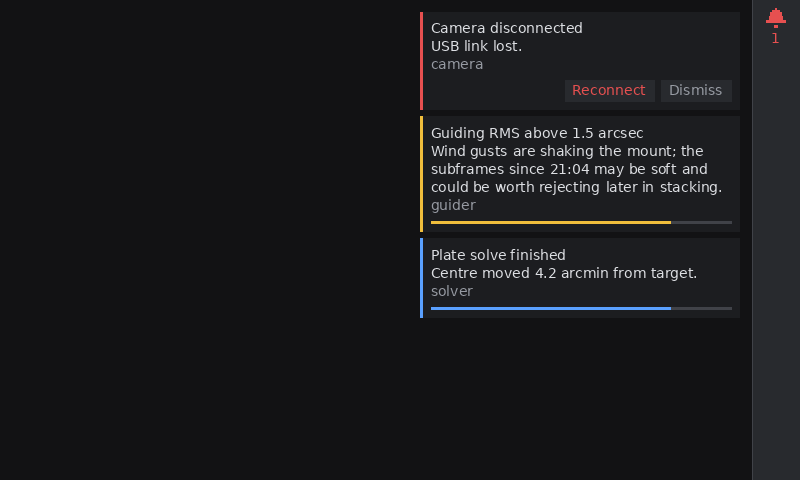 Camera disconnected
USB link lost.
camera
Reconnect Dismiss
Guiding RMS above 1.5 arcsec
Wind gusts are shaking the mount; the
subframes since 21:04 may be soft and
could be worth rejecting later in stacking.
guider
Plate solve finished
Centre moved 4.2 arcmin from target.
solver
1